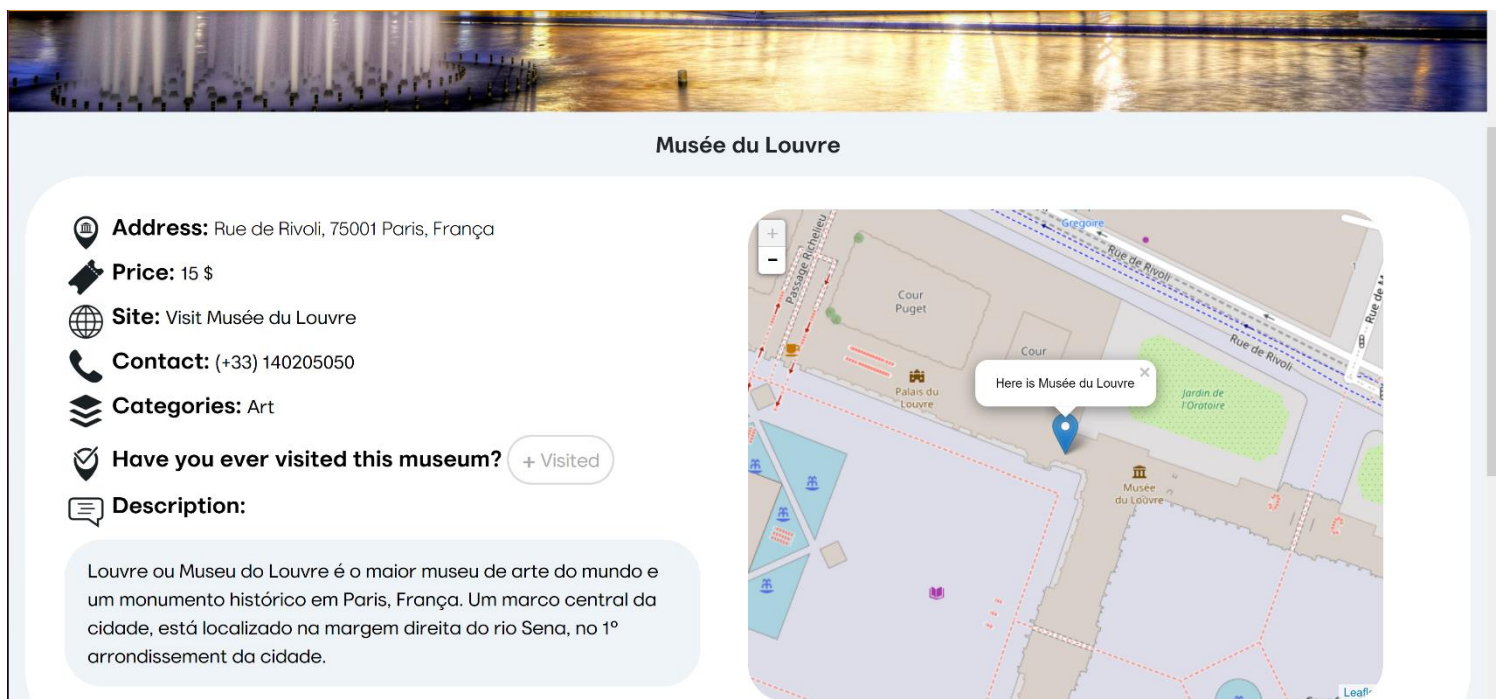 Musée du Louvre
Address: Rue de Rivoli, 75001 Paris, França
Price: 15 $
Site: Visit Musée du Louvre
Contact: (+33) 140205050
Categories: Art
Have you ever visited this museum? + Visited
Description:
Louvre ou Museu do Louvre é o maior museu de arte do mundo e
um monumento histórico em Paris, França. Um marco central da
cidade, está localizado na margem direita do rio Sena, no 1º
arrondissement da cidade.
+
−
Gregoire
Passage Richelieu
Rue de Rivoli
1
Cour
Puget
Rue de
Cour
Rue de Rivoli
Here is Musée du Louvre ×
Palais du
Louvre
Jardin de
l'Oratoire
Musée
du Louvre